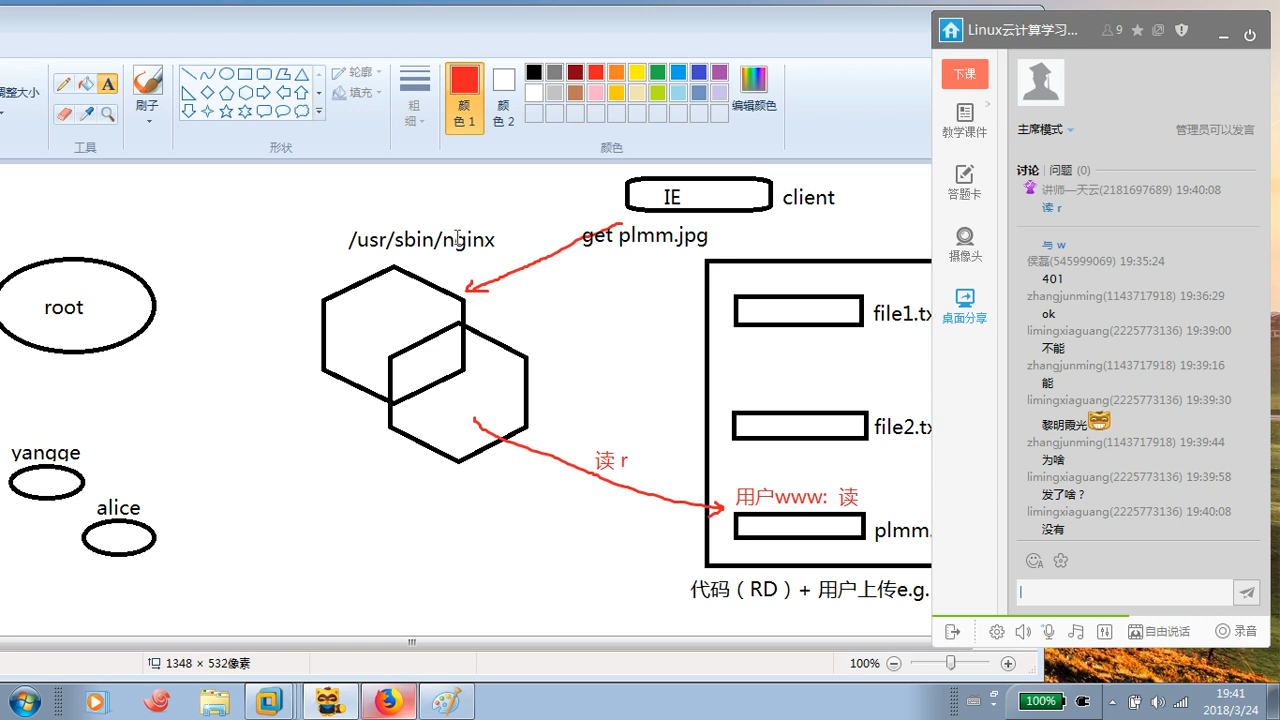 调整大小
A
刷子
工具
轮廓
填充
形状
粗
细
颜
色 1
颜
色 2
编辑颜色
颜色
IE
client
/usr/sbin/nginx
get plmm.jpg
root
file1.tx
file2.tx
读 r
用户www: 读
plmm.
yangge
alice
代码（RD）+ 用户上传e.g.
1348 × 532像素
100%
Linux云计算学习...
9
下课
教学课件
答题卡
摄像头
桌面分享
主席模式
管理员可以发言
讨论 问题 (0)
讲师—天云(2181697689) 19:40:08
读 r
与 w
侯磊(545999069) 19:35:24
401
zhangjunming(1143717918) 19:36:29
ok
limingxiaguang(2225773136) 19:39:00
不能
zhangjunming(1143717918) 19:39:16
能
limingxiaguang(2225773136) 19:39:30
黎明霞光
zhangjunming(1143717918) 19:39:44
为啥
limingxiaguang(2225773136) 19:39:58
发了啥？
limingxiaguang(2225773136) 19:40:08
没有
自由说话
录音
100%
19:41
2018/3/24